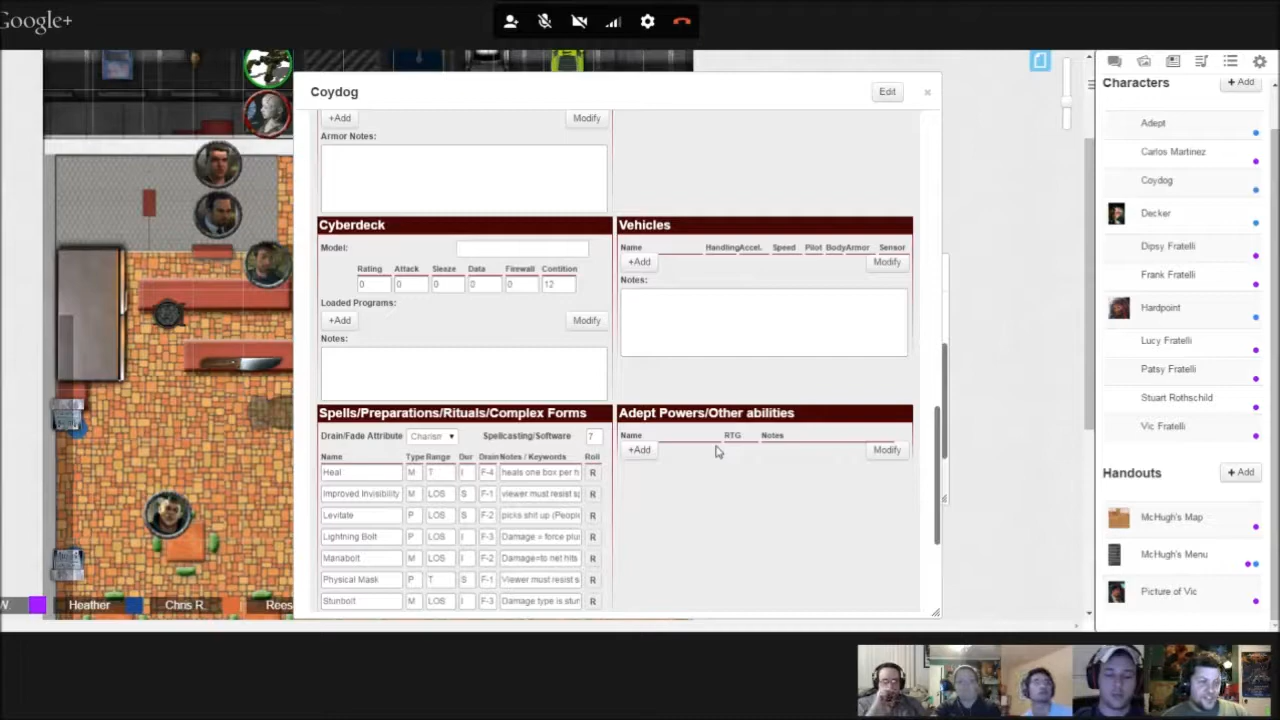 Google+
Coydog
Edit
×
+Add
Modify
Armor Notes:
Cyberdeck
Model:
Rating Attack Sleaze Data Firewall Contition
0 0 0 0 0 12
Loaded Programs:
+Add
Modify
Notes:
Vehicles
Name Handling Accel. Speed Pilot Body Armor Sensor
+Add
Modify
Notes:
Spells/Preparations/Rituals/Complex Forms
Drain/Fade Attribute Charism Spellcasting/Software 7
Name Type Range Dur Drain Notes / Keywords Roll
Heal M T I F-4 heals one box per h R
Improved Invisibility M LOS S F-1 viewer must resist s R
Levitate P LOS S F-2 picks shit up (People R
Lightning Bolt P LOS I F-3 Damage = force plu R
Manabolt M LOS I F-2 Damage=to net hits R
Physical Mask P T S F-1 Viewer must resist s R
Stunbolt M LOS I F-3 Damage type is stun R
Adept Powers/Other abilities
Name RTG Notes
+Add
Modify
W.
Heather
Chris R.
Rees
Characters
+ Add
Adept
Carlos Martinez
Coydog
Decker
Dipsy Fratelli
Frank Fratelli
Hardpoint
Lucy Fratelli
Patsy Fratelli
Stuart Rothschild
Vic Fratelli
Handouts
+ Add
McHugh's Map
McHugh's Menu
Picture of Vic